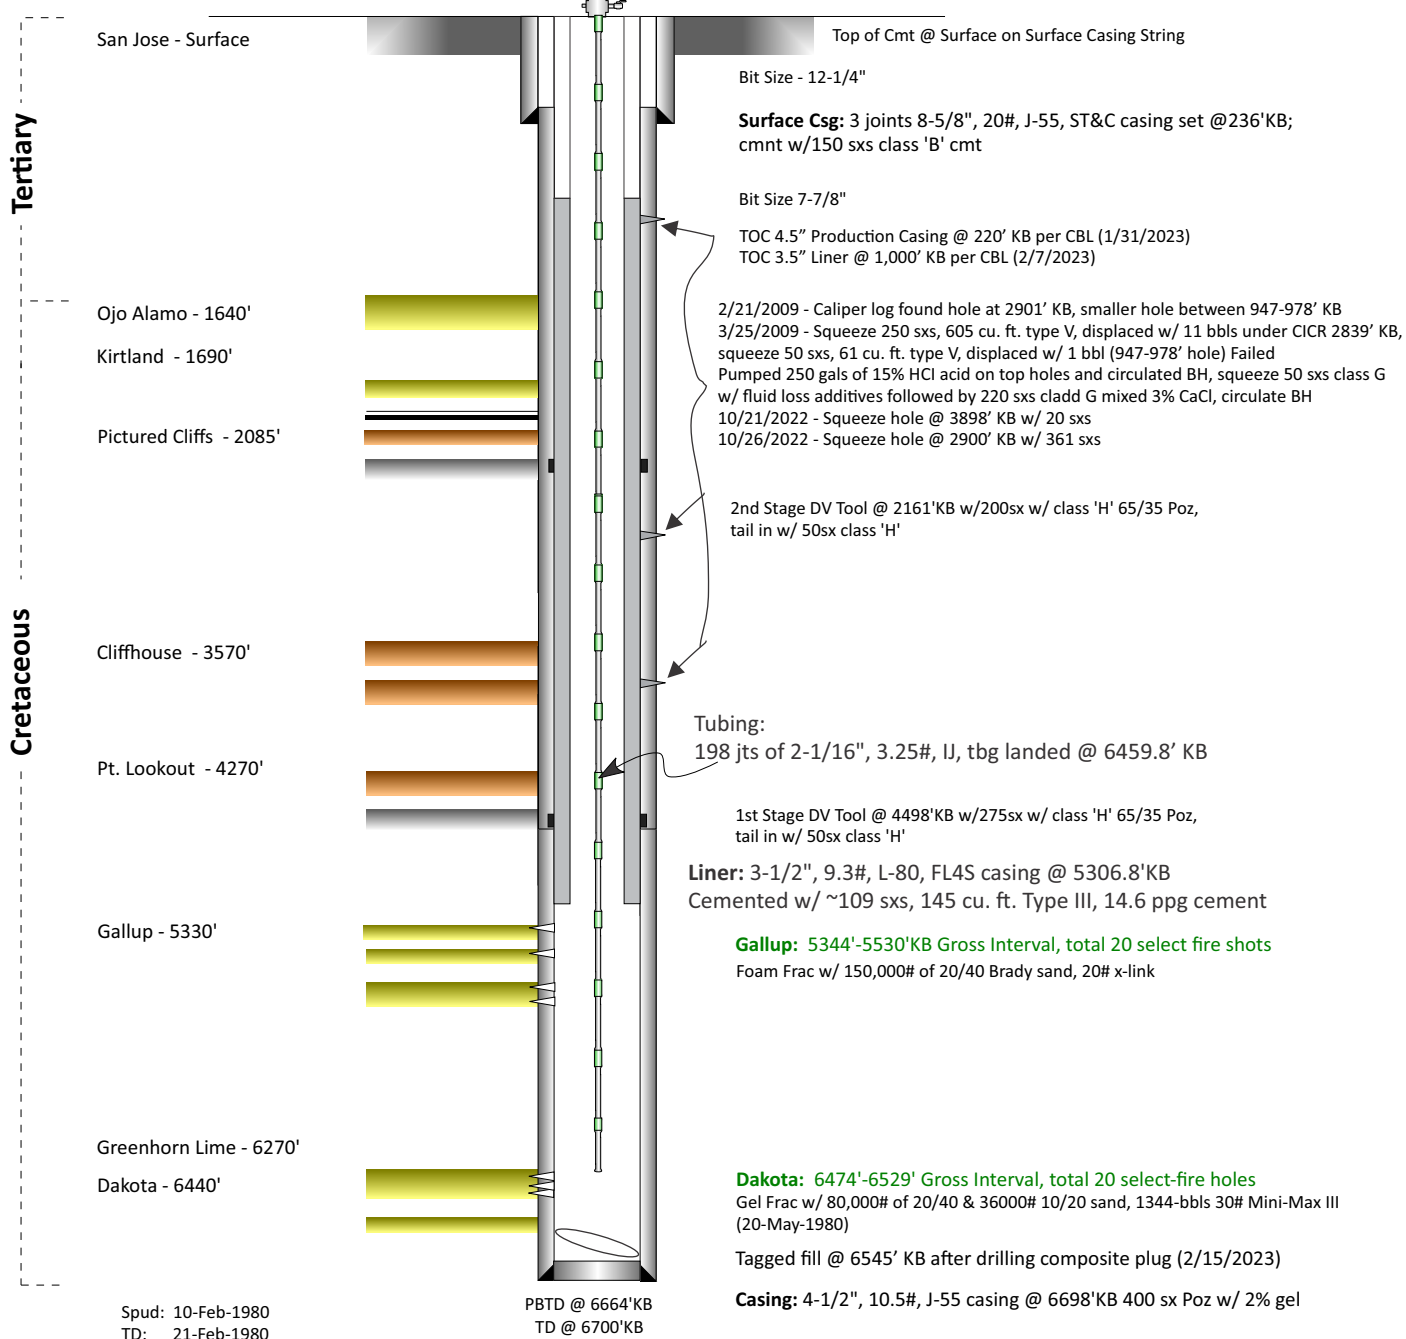 San Jose - Surface
Top of Cmt @ Surface on Surface Casing String
Bit Size - 12-1/4"
Surface Csg: 3 joints 8-5/8", 20#, J-55, ST&C casing set @236'KB;
cmnt w/150 sxs class 'B' cmt
Tertiary
Bit Size 7-7/8"
TOC 4.5” Production Casing @ 220’ KB per CBL (1/31/2023)
TOC 3.5” Liner @ 1,000’ KB per CBL (2/7/2023)
Ojo Alamo - 1640'
Kirtland - 1690'
2/21/2009 - Caliper log found hole at 2901’ KB, smaller hole between 947-978’ KB
3/25/2009 - Squeeze 250 sxs, 605 cu. ft. type V, displaced w/ 11 bbls under CICR 2839’ KB,
squeeze 50 sxs, 61 cu. ft. type V, displaced w/ 1 bbl (947-978’ hole) Failed
Pumped 250 gals of 15% HCI acid on top holes and circulated BH, squeeze 50 sxs class G
w/ fluid loss additives followed by 220 sxs cladd G mixed 3% CaCl, circulate BH
10/21/2022 - Squeeze hole @ 3898’ KB w/ 20 sxs
10/26/2022 - Squeeze hole @ 2900’ KB w/ 361 sxs
Pictured Cliffs - 2085'
2nd Stage DV Tool @ 2161'KB w/200sx w/ class 'H' 65/35 Poz,
tail in w/ 50sx class 'H'
Cretaceous
Cliffhouse - 3570'
Tubing:
198 jts of 2-1/16", 3.25#, IJ, tbg landed @ 6459.8’ KB
Pt. Lookout - 4270'
1st Stage DV Tool @ 4498'KB w/275sx w/ class 'H' 65/35 Poz,
tail in w/ 50sx class 'H'
Liner: 3-1/2", 9.3#, L-80, FL4S casing @ 5306.8'KB
Cemented w/ ~109 sxs, 145 cu. ft. Type III, 14.6 ppg cement
Gallup - 5330'
Gallup: 5344'-5530'KB Gross Interval, total 20 select fire shots
Foam Frac w/ 150,000# of 20/40 Brady sand, 20# x-link
Greenhorn Lime - 6270'
Dakota - 6440'
Dakota: 6474'-6529' Gross Interval, total 20 select-fire holes
Gel Frac w/ 80,000# of 20/40 & 36000# 10/20 sand, 1344-bbls 30# Mini-Max III
(20-May-1980)
Tagged fill @ 6545’ KB after drilling composite plug (2/15/2023)
Casing: 4-1/2", 10.5#, J-55 casing @ 6698'KB 400 sx Poz w/ 2% gel
PBTD @ 6664'KB
TD @ 6700'KB
Spud: 10-Feb-1980
TD: 21-Feb-1980